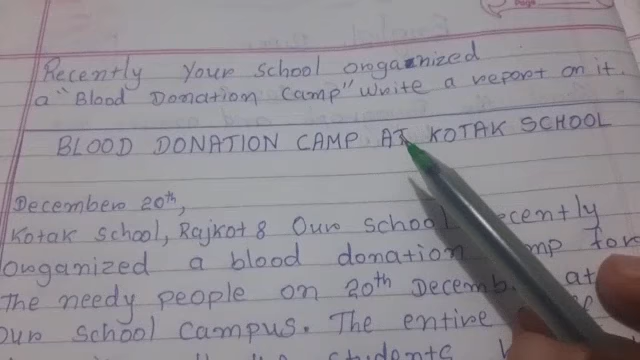 Page
Recently Your School organized
a "Blood Donation Camp" Write a report on it.
BLOOD DONATION CAMP AT KOTAK SCHOOL
December 20th,
Kotak School, Rajkot : Our School
organized a blood donation for
The needy people on 20th at
Our School Campus. The entire